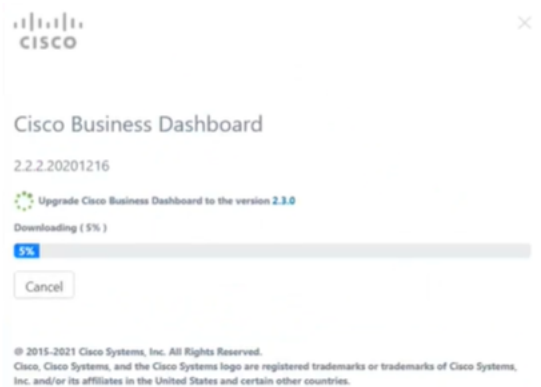 CISCO
Cisco Business Dashboard
2.2.2.20201216
Upgrade Cisco Business Dashboard to the version 2.3.0
Downloading ( 5% )
5%
Cancel
@ 2015-2021 Cisco Systems, Inc. All Rights Reserved.
Cisco, Cisco Systems, and the Cisco Systems logo are registered trademarks or trademarks of Cisco Systems,
Inc. and/or its affiliates in the United States and certain other countries.